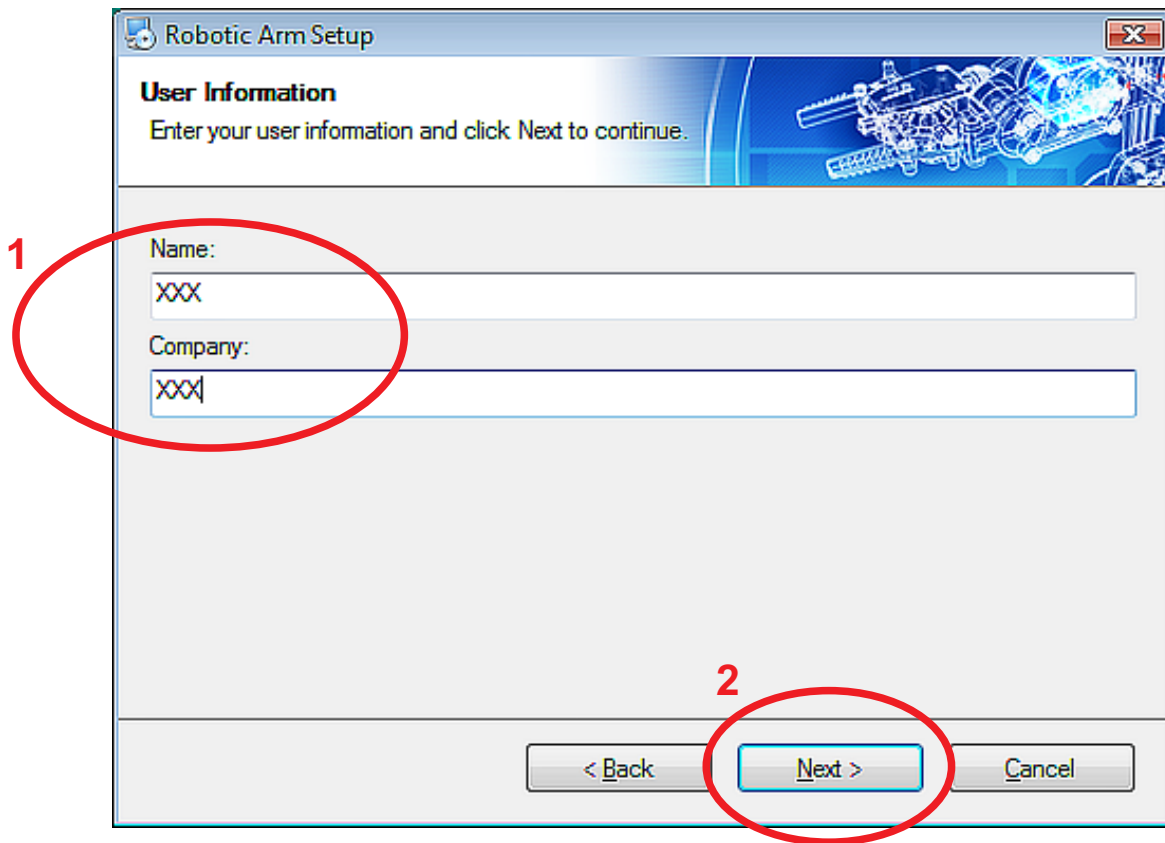 Robotic Arm Setup
User Information
Enter your user information and click Next to continue.
1
Name:
XXX
Company:
XXX
2
< Back
Next >
Cancel